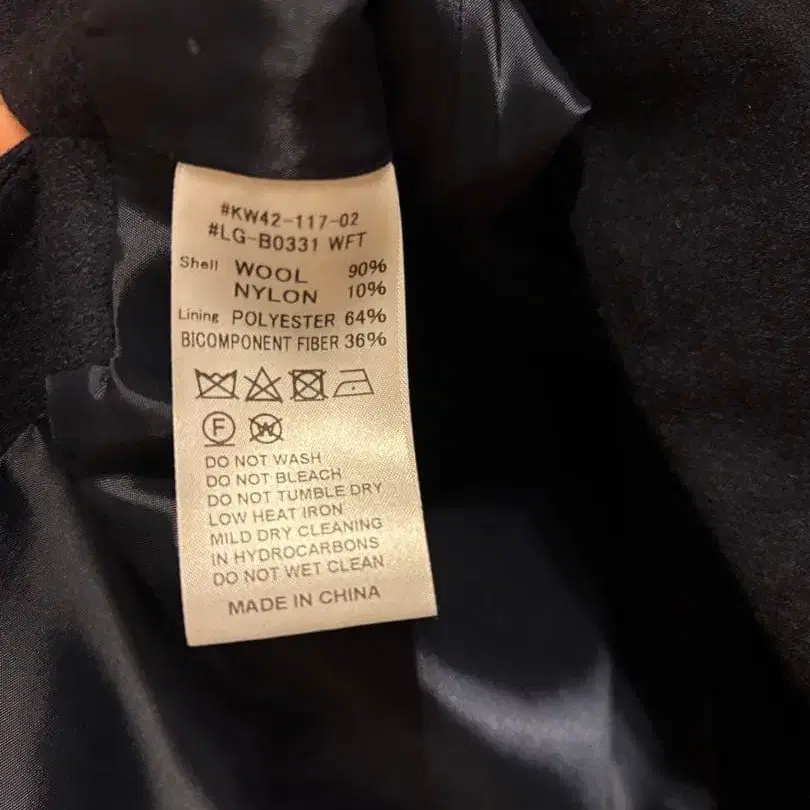 #KW42-117-02
#LG-B0331 WFT
Shell WOOL 90%
NYLON 10%
Lining POLYESTER 64%
BICOMPONENT FIBER 36%
F W
DO NOT WASH
DO NOT BLEACH
DO NOT TUMBLE DRY
LOW HEAT IRON
MILD DRY CLEANING
IN HYDROCARBONS
DO NOT WET CLEAN
MADE IN CHINA